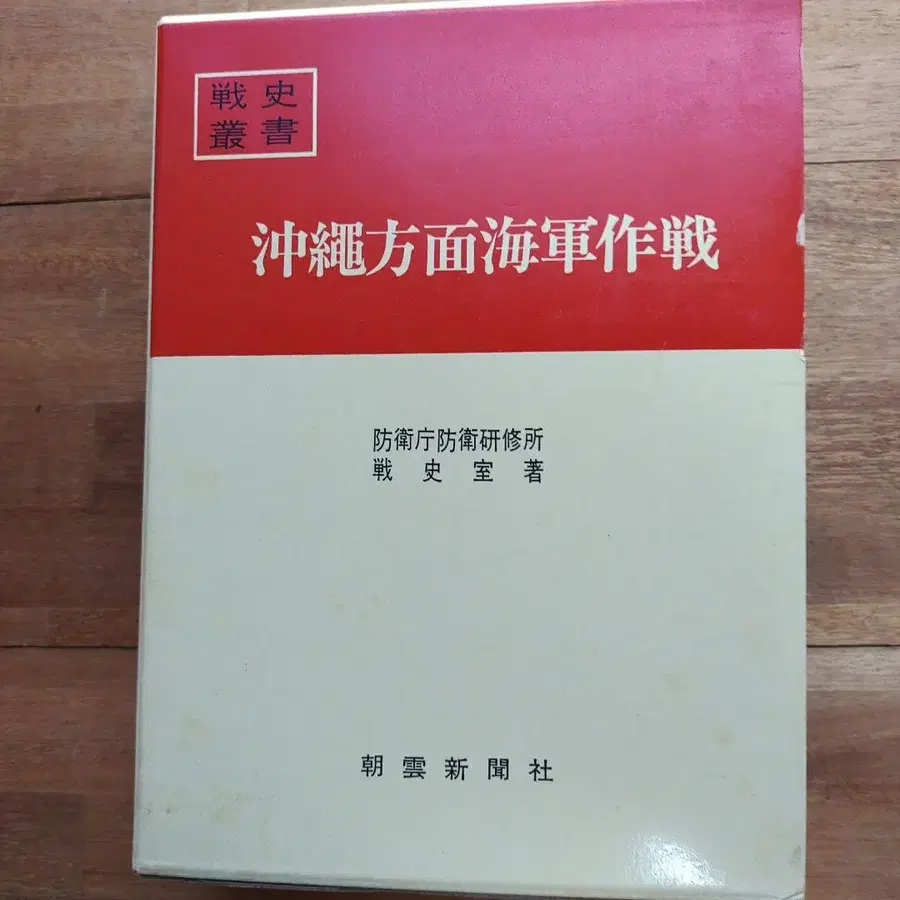 戦史
叢書
沖繩方面海軍作戦
防衛庁防衛研修所
戦史室著
朝雲新聞社